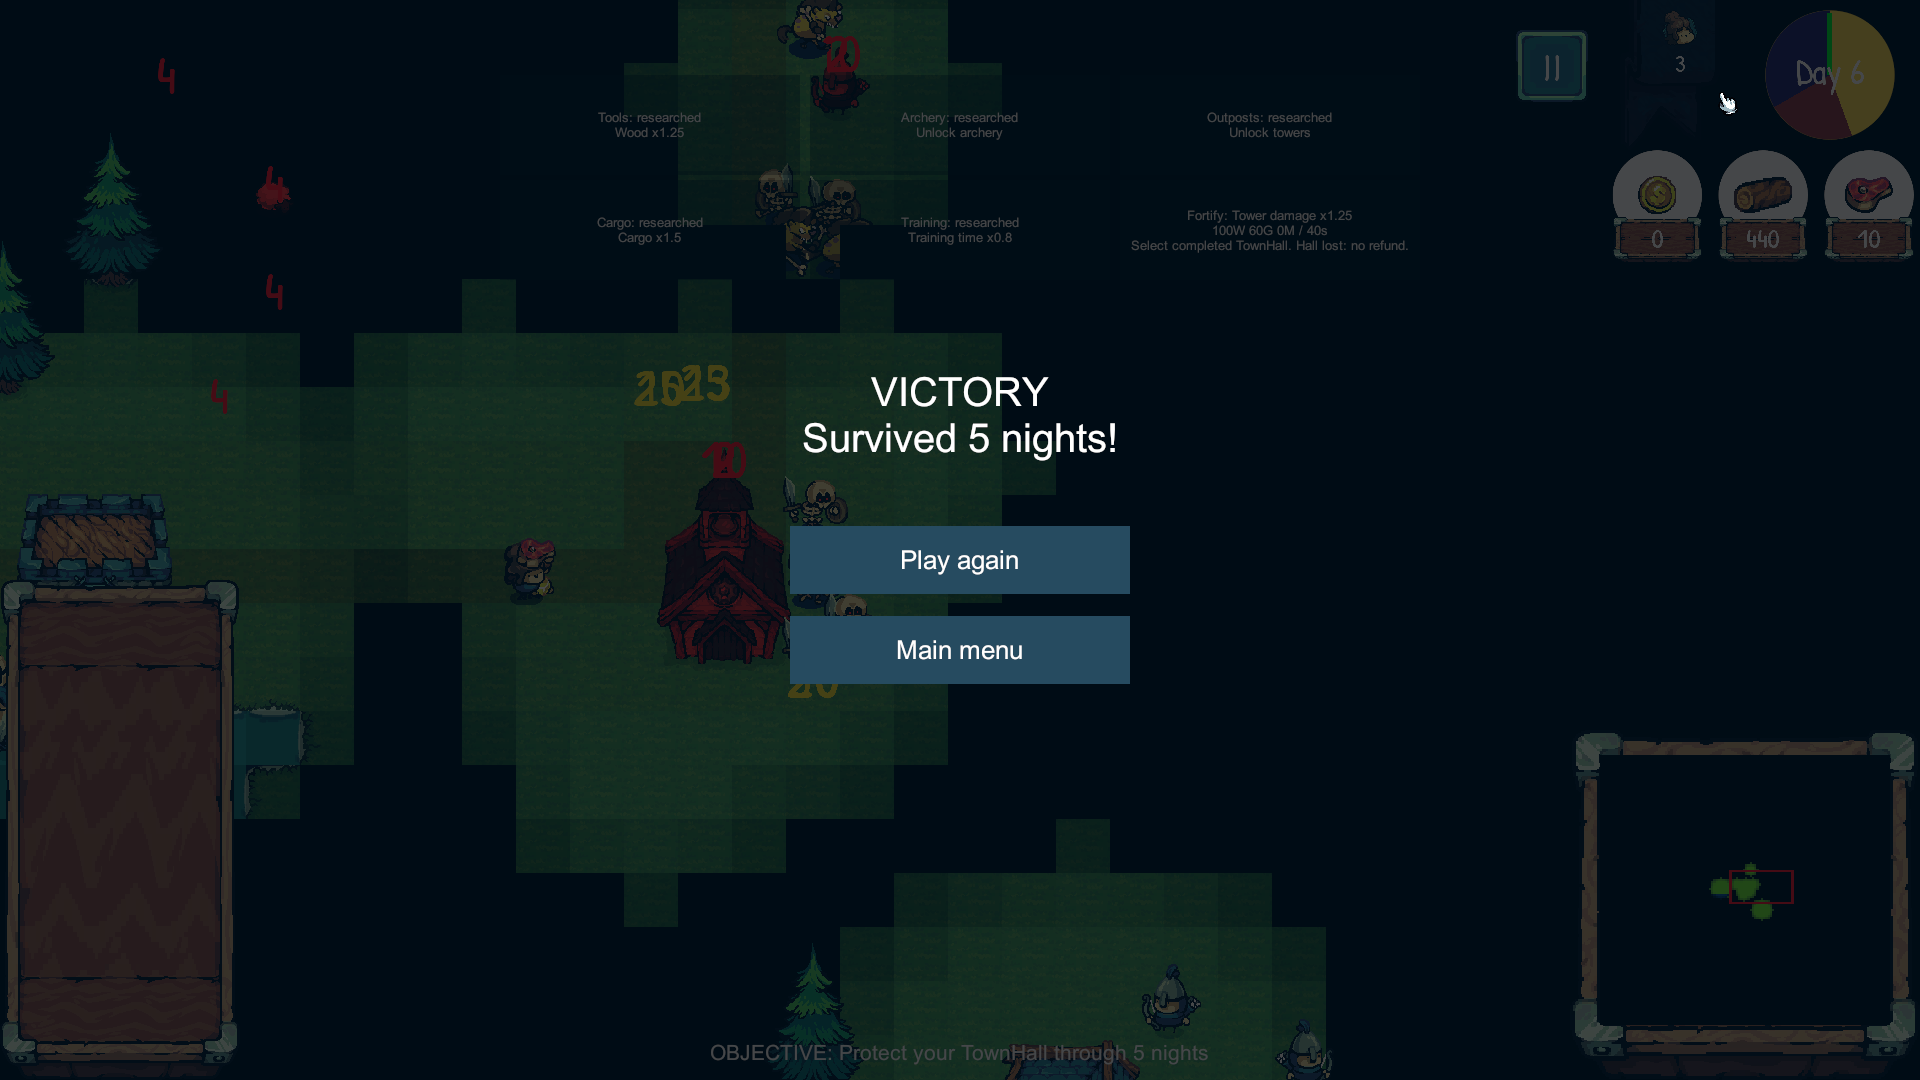 4
70
3
Day 6
Tools: researched
Wood x1.25
Archery: researched
Unlock archery
Outposts: researched
Unlock towers
4
Cargo: researched
Cargo x1.5
Training: researched
Training time x0.8
Fortify: Tower damage x1.25
100W 60G 0M / 40s
Select completed TownHall. Hall lost: no refund.
0
440
10
4
4
VICTORY
Survived 5 nights!
Play again
Main menu
OBJECTIVE: Protect your TownHall through 5 nights